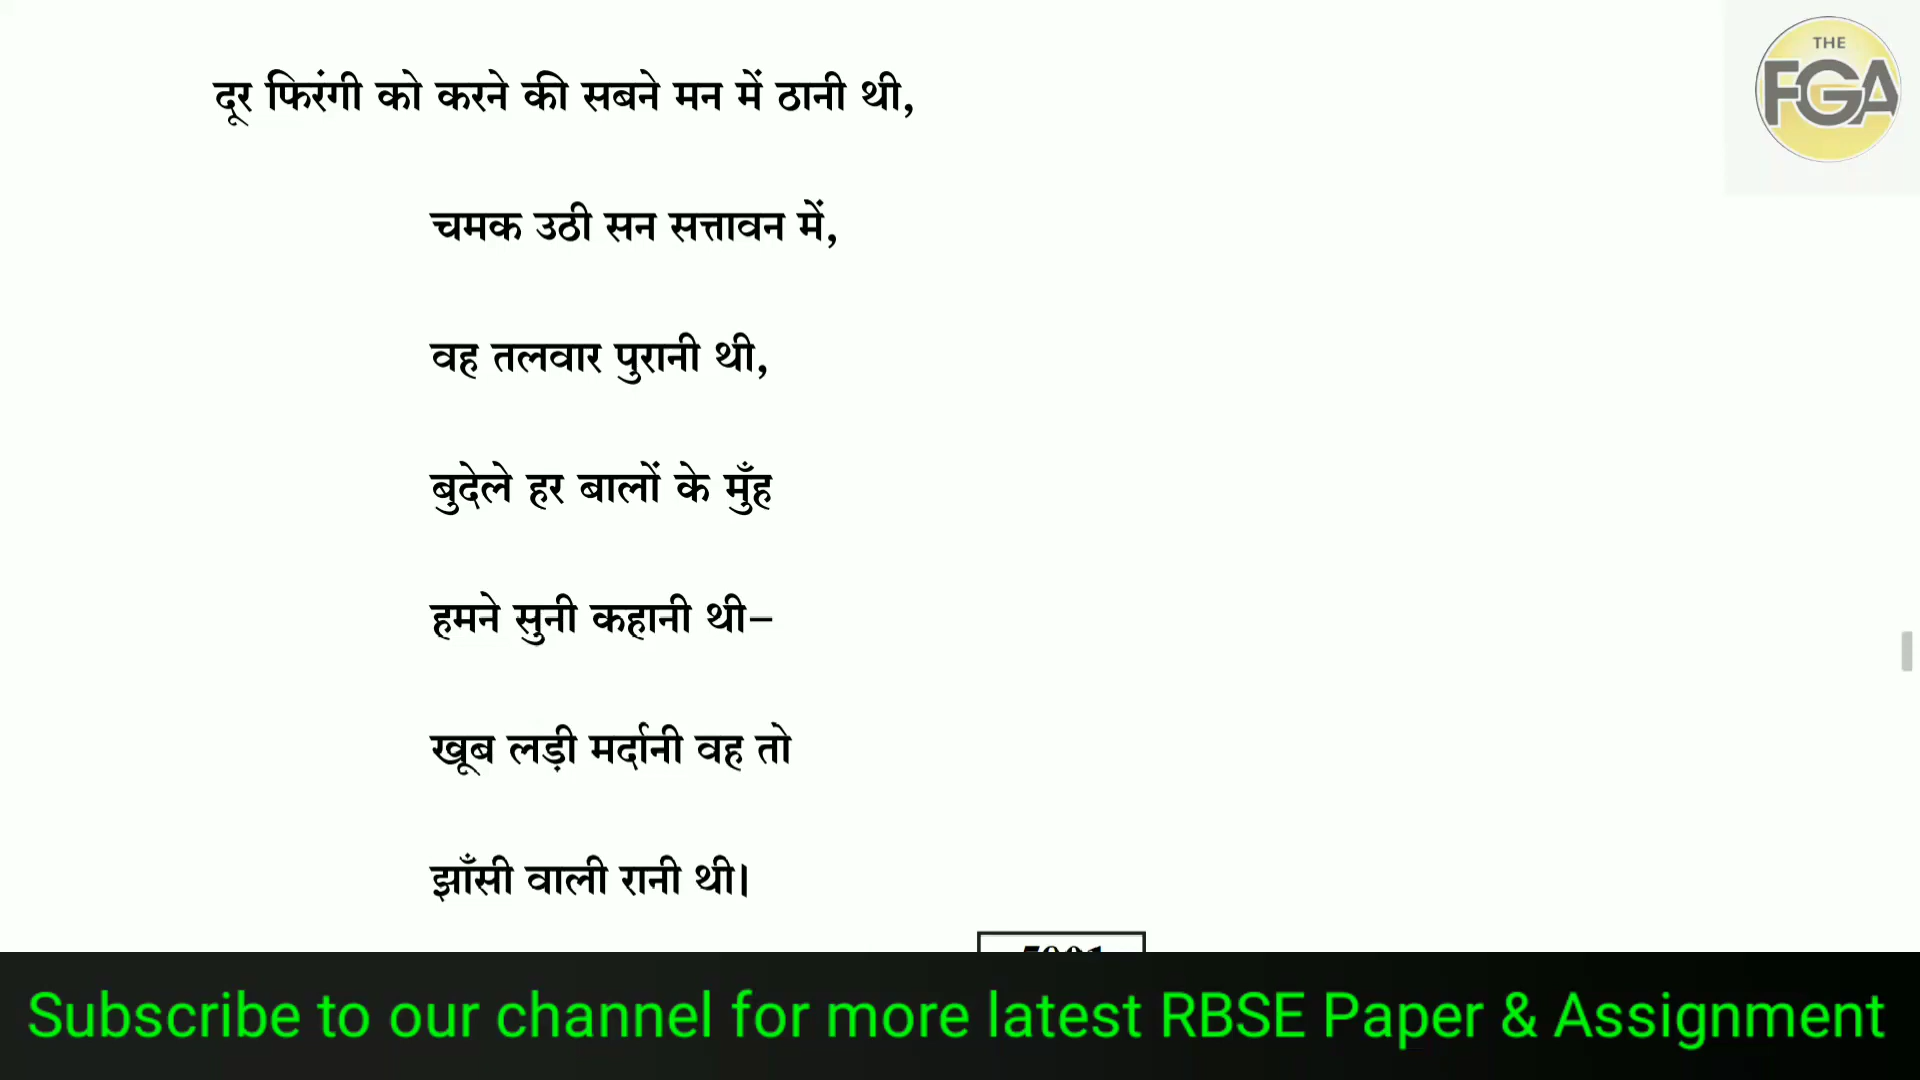 THE
FGA
दूर फिरंगी को करने की सबने मन में ठानी थी,
चमक उठी सन सत्तावन में,
वह तलवार पुरानी थी,
बुदेले हर बालों के मुँह
हमने सुनी कहानी थी–
खूब लड़ी मर्दानी वह तो
झाँसी वाली रानी थी।
Subscribe to our channel for more latest RBSE Paper & Assignment